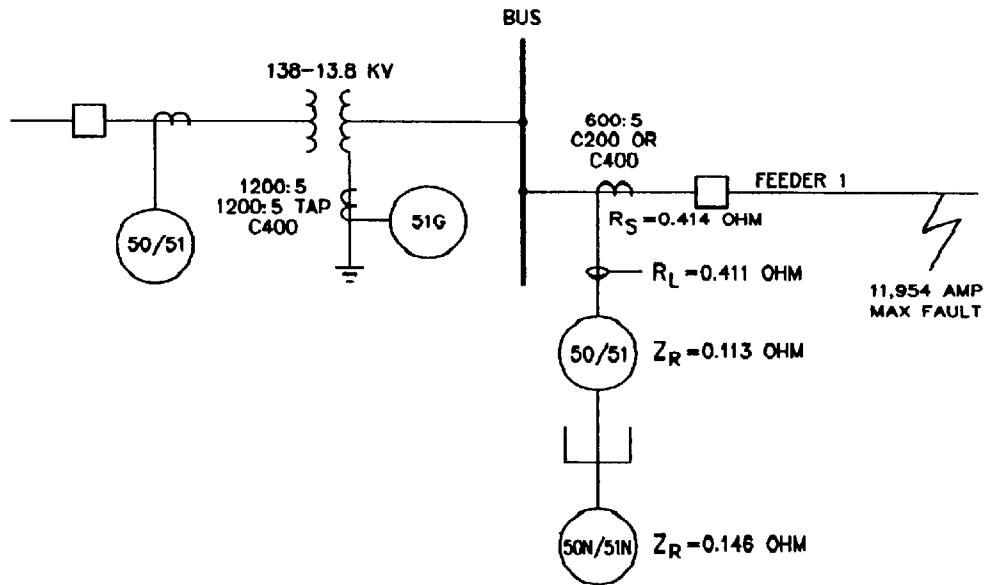 BUS
138-13.8 KV
600:5
C200 OR
C400
1200:5
1200:5 TAP
C400
50/51
51G
FEEDER 1
R_S=0.414 OHM
R_L=0.411 OHM
11,954 AMP
MAX FAULT
50/51
Z_R=0.113 OHM
50N/51N
Z_R=0.146 OHM